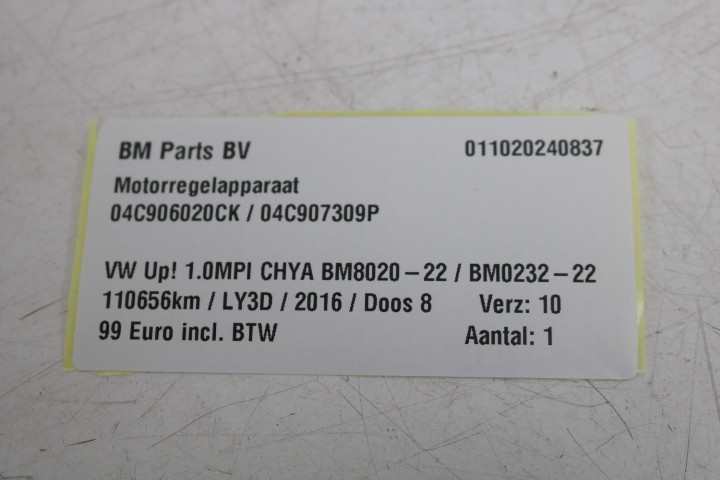 BM Parts BV 011020240837
Motorregelapparaat
04C906020CK / 04C907309P
VW Up! 1.0MPI CHYA BM8020-22 / BM0232-22
110656km / LY3D / 2016 / Doos 8 Verz: 10
99 Euro incl. BTW Aantal: 1